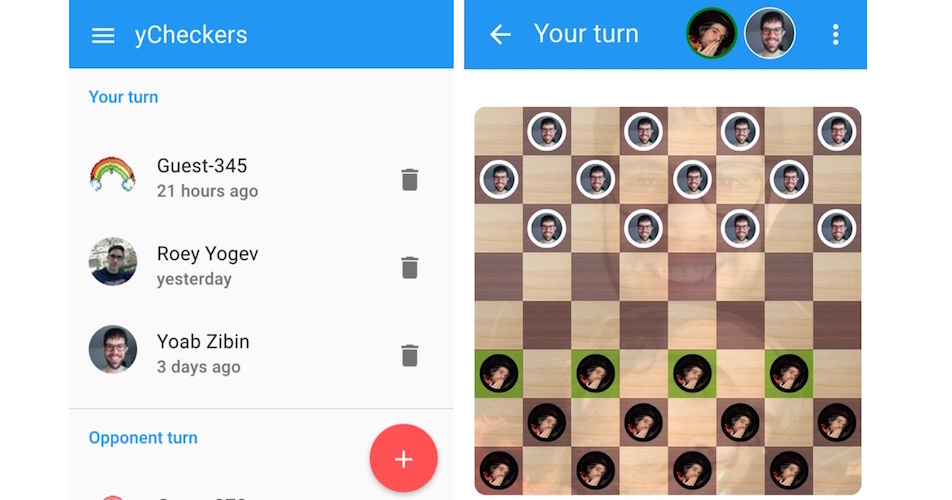 yCheckers
Your turn
Guest-345
21 hours ago
Roey Yogev
yesterday
Yoab Zibin
3 days ago
Opponent turn
Your turn